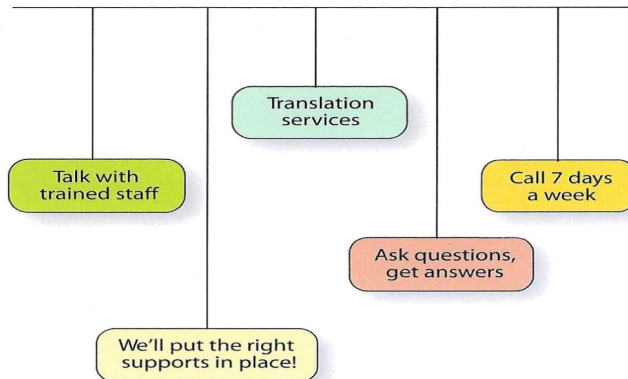 Translation
services
Talk with
trained staff
Call 7 days
a week
Ask questions,
get answers
We'll put the right
supports in place!